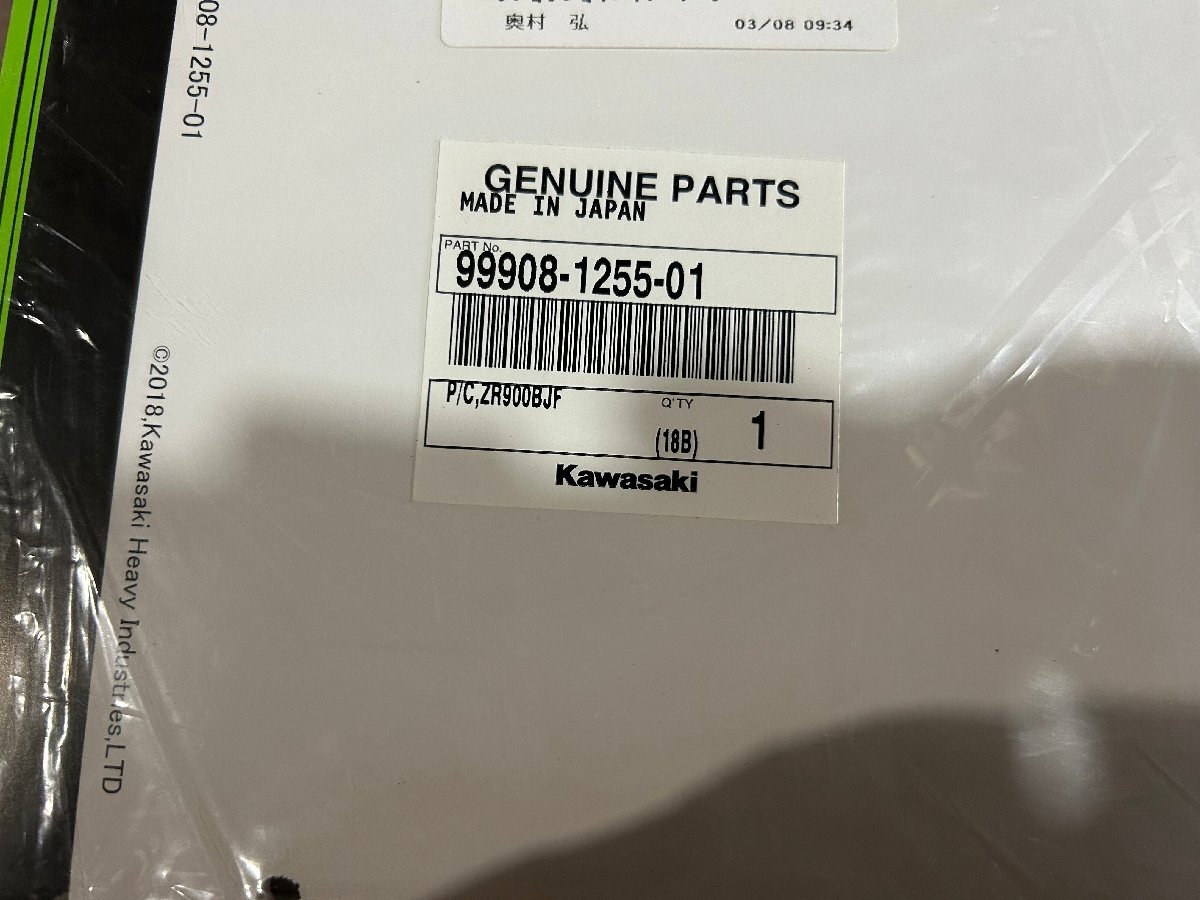 奥村 弘 03/08 09:34
08-1255-01
GENUINE PARTS
MADE IN JAPAN
PART No.
99908-1255-01
P/C,ZR900BJF
Q'TY
(18B) 1
Kawasaki
©2018,Kawasaki Heavy Industries,LTD